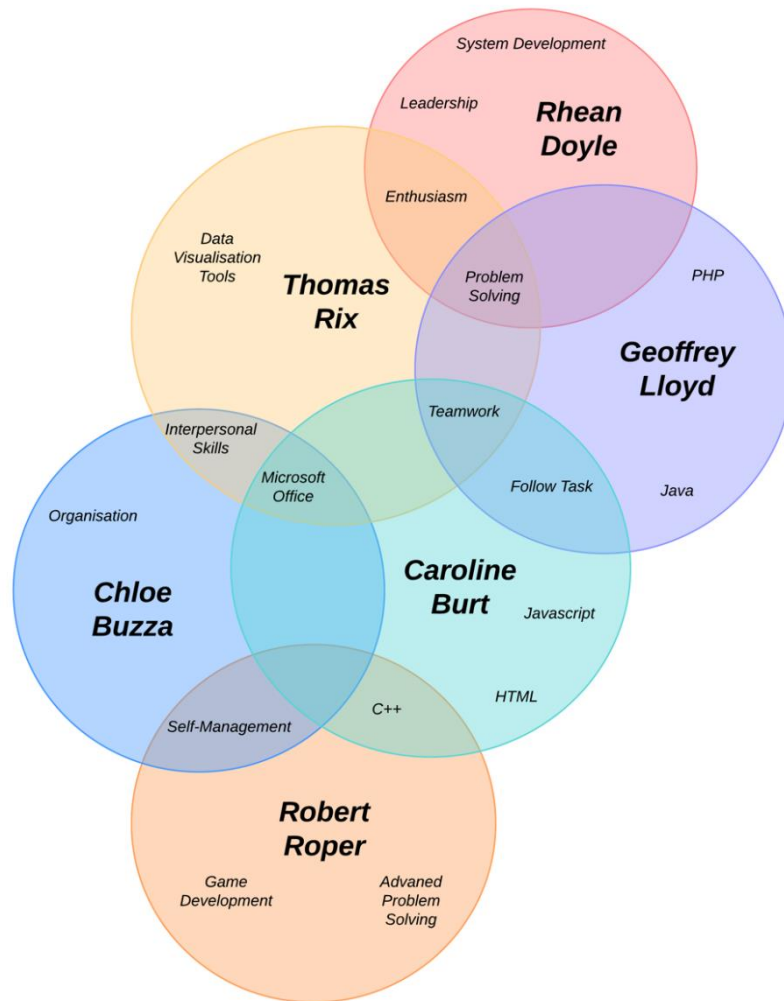 System Development
Leadership
Rhean
Doyle
Enthusiasm
Data
Visualisation
Tools
Thomas
Rix
Problem
Solving
PHP
Geoffrey
Lloyd
Teamwork
Interpersonal
Skills
Microsoft
Office
Follow Task
Java
Organisation
Chloe
Buzza
Caroline
Burt
Javascript
HTML
C++
Self-Management
Robert
Roper
Game
Development
Advaned
Problem
Solving